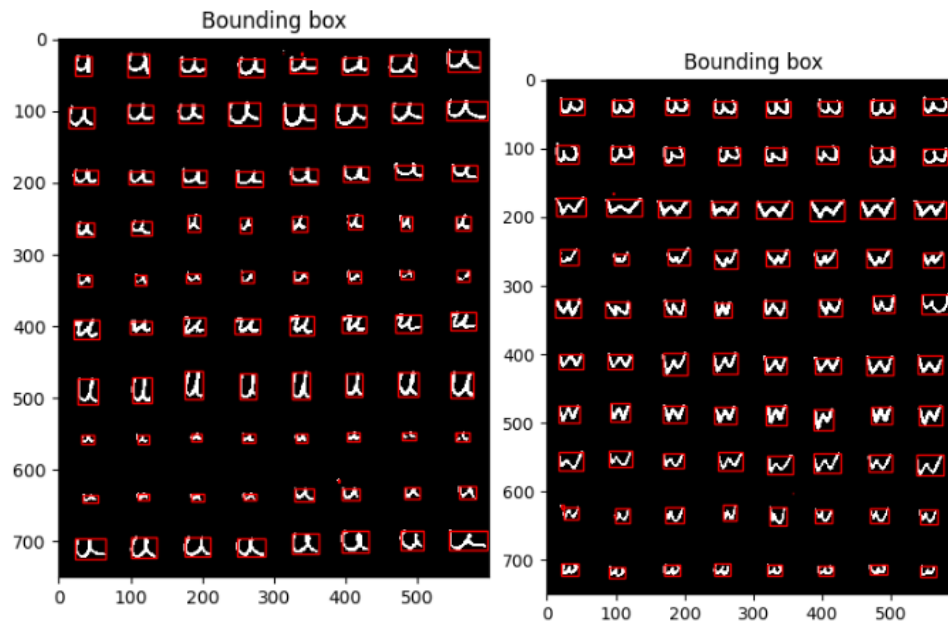 Bounding box
0
u u u u u u u u
100 u u u u u u u u
200 u u u u u u u u
u u u u u u u u
300
u u u u u u u u
400 u u u u u u u u
500 u u u u u u u u
u u u u u u u u
600
u u u u u u u u
700 u u u u u u u u
0 100 200 300 400 500
Bounding box
0
w w w w w w w w
100 w w w w w w w w
200 w w w w w w w w
w w w w w w w w
300
w w w w w w w w
400 w w w w w w w w
500 w w w w w w w w
w w w w w w w w
600
w w w w w w w w
700 w w w w w w w w
0 100 200 300 400 500